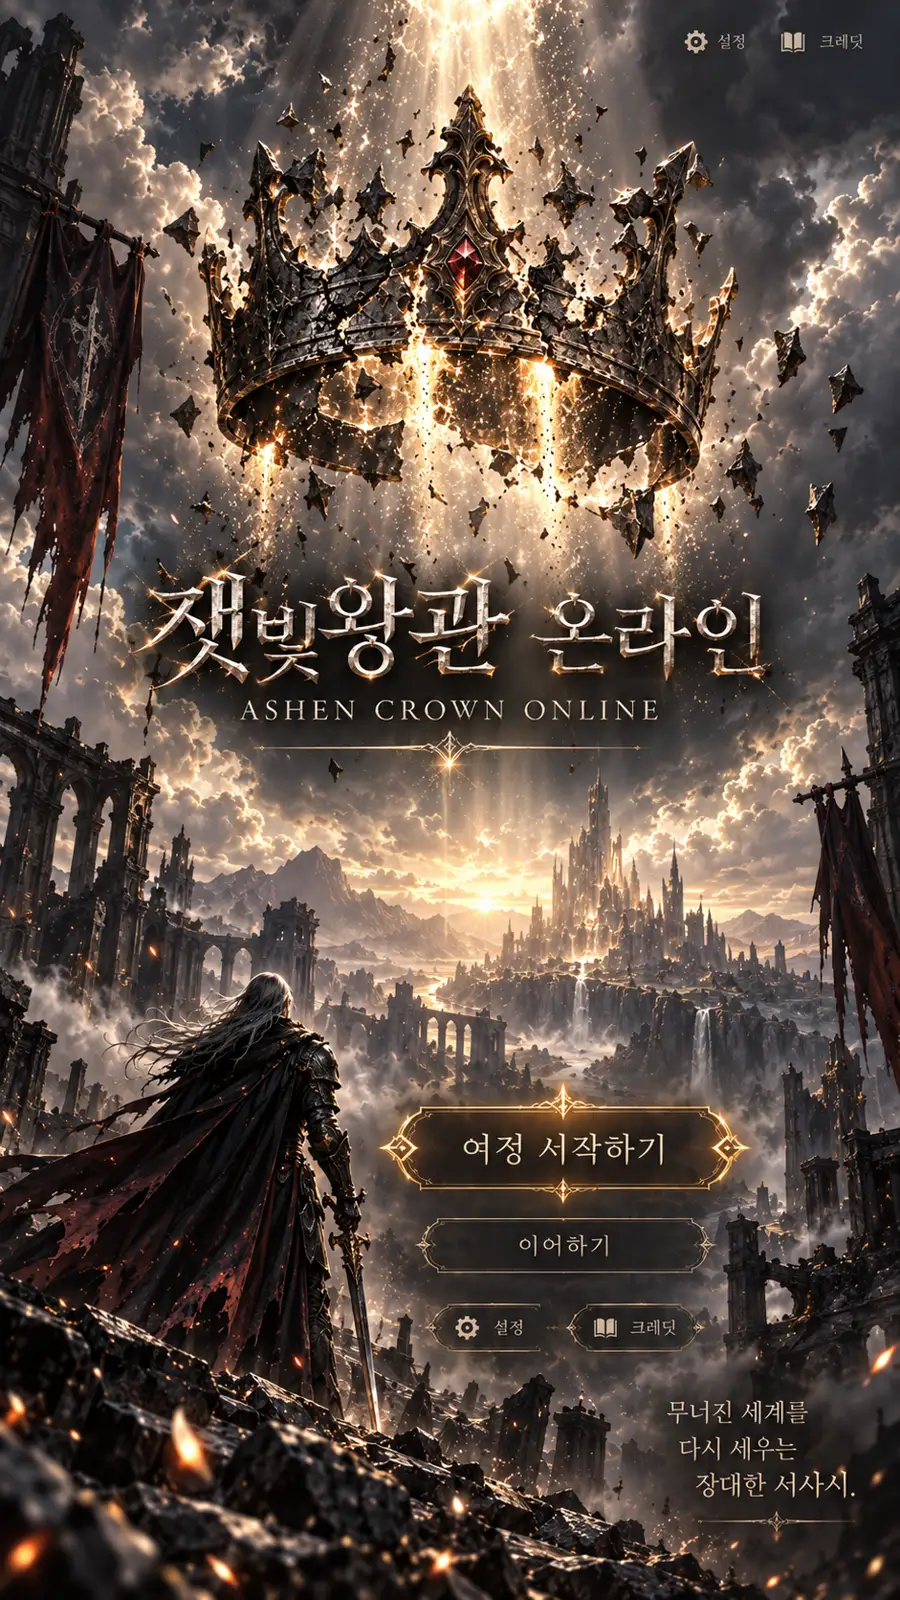 설정 크레딧
잿빛왕관 온라인
ASHEN CROWN ONLINE
여정 서작하기
이어하기
설정 크레딧
무너진 세계를
다시 세우는
장대한 서사시.